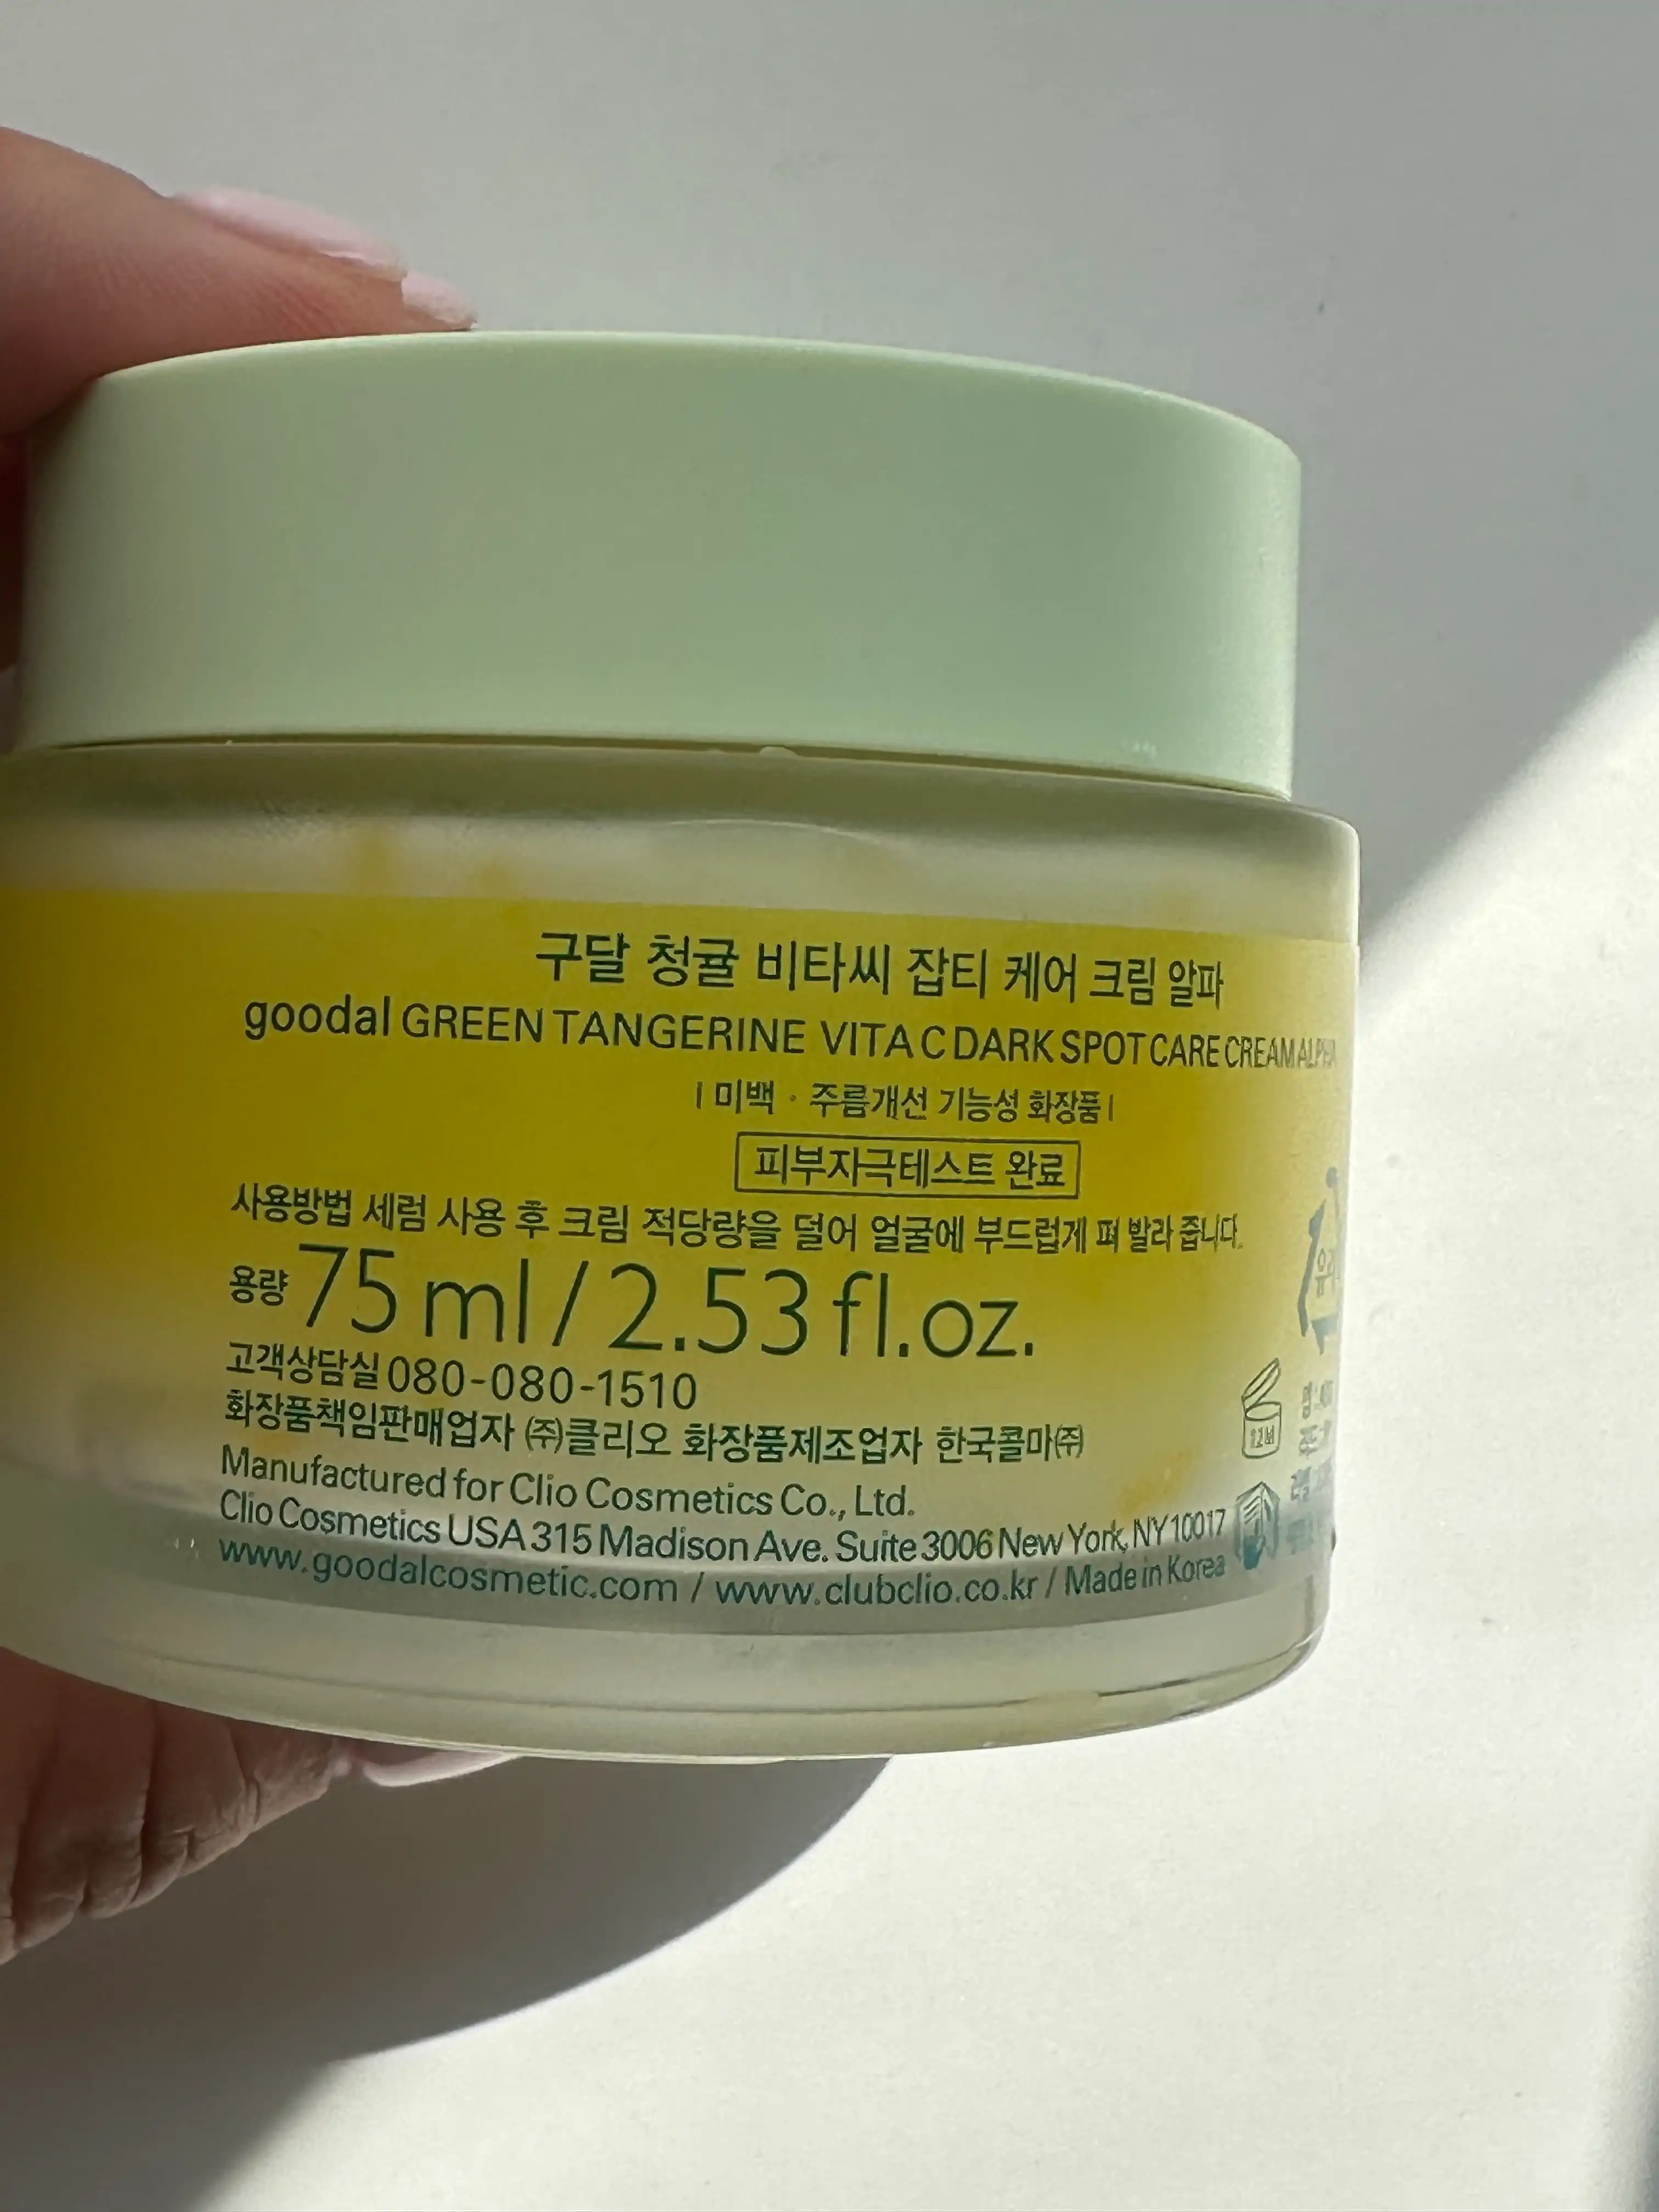 구달 청귤 비타씨 잡티 케어 크림 알파
goodal GREEN TANGERINE VITA C DARK SPOT CARE CREAM ALPHA
| 미백 · 주름개선 기능성 화장품 |
피부자극테스트 완료
사용방법 세럼 사용 후 크림 적당량을 덜어 얼굴에 부드럽게 펴 발라 줍니다.
용량 75 ml / 2.53 fl.oz.
고객상담실 080-080-1510
화장품책임판매업자 ㈜클리오 화장품제조업자 한국콜마㈜
Manufactured for Clio Cosmetics Co., Ltd.
Clio Cosmetics USA 315 Madison Ave. Suite 3006 New York, NY 10017
www.goodalcosmetic.com / www.clubclio.co.kr / Made in Korea
12M